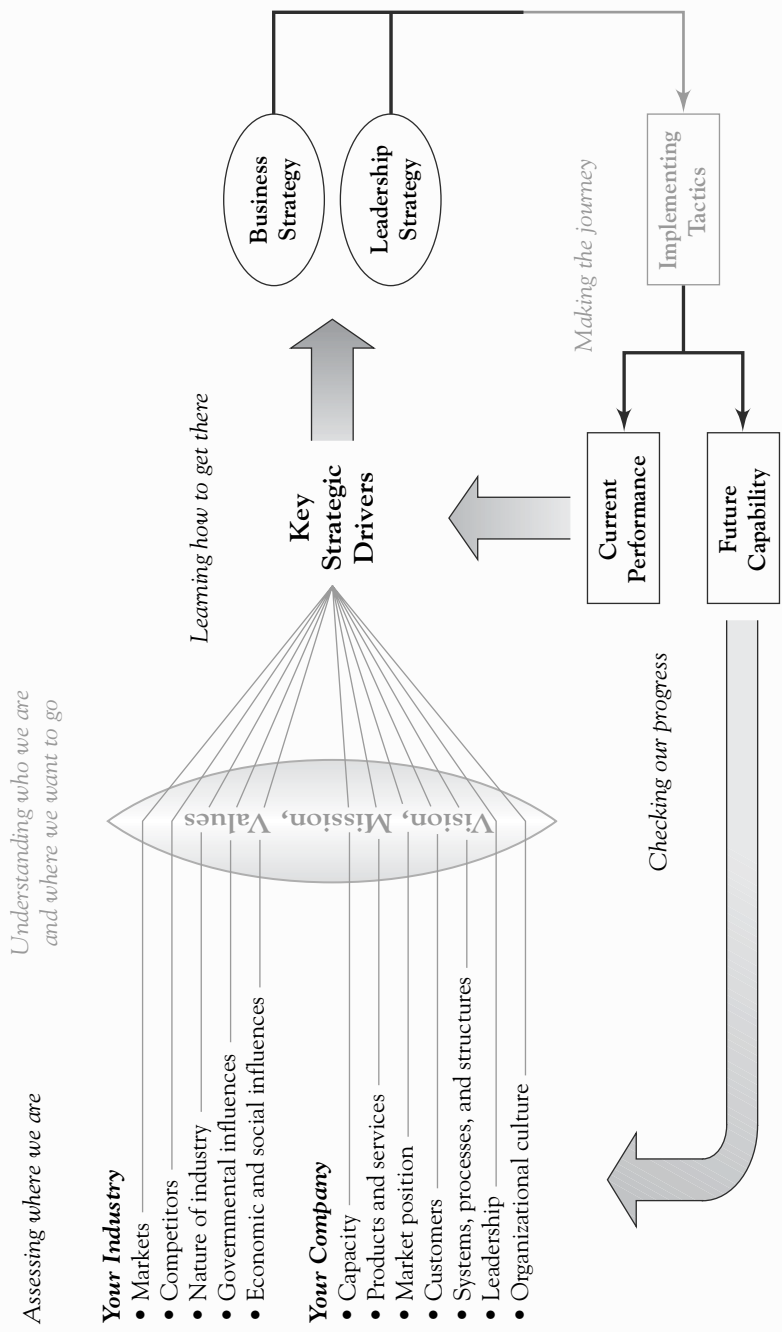 Assessing where we are
Understanding who we are
and where we want to go
Your Industry
• Markets
• Competitors
• Nature of industry
• Governmental influences
• Economic and social influences
Your Company
• Capacity
• Products and services
• Market position
• Customers
• Systems, processes, and structures
• Leadership
• Organizational culture
Vision, Mission, Values
Learning how to get there
Key
Strategic
Drivers
Business
Strategy
Leadership
Strategy
Making the journey
Implementing
Tactics
Current
Performance
Future
Capability
Checking our progress